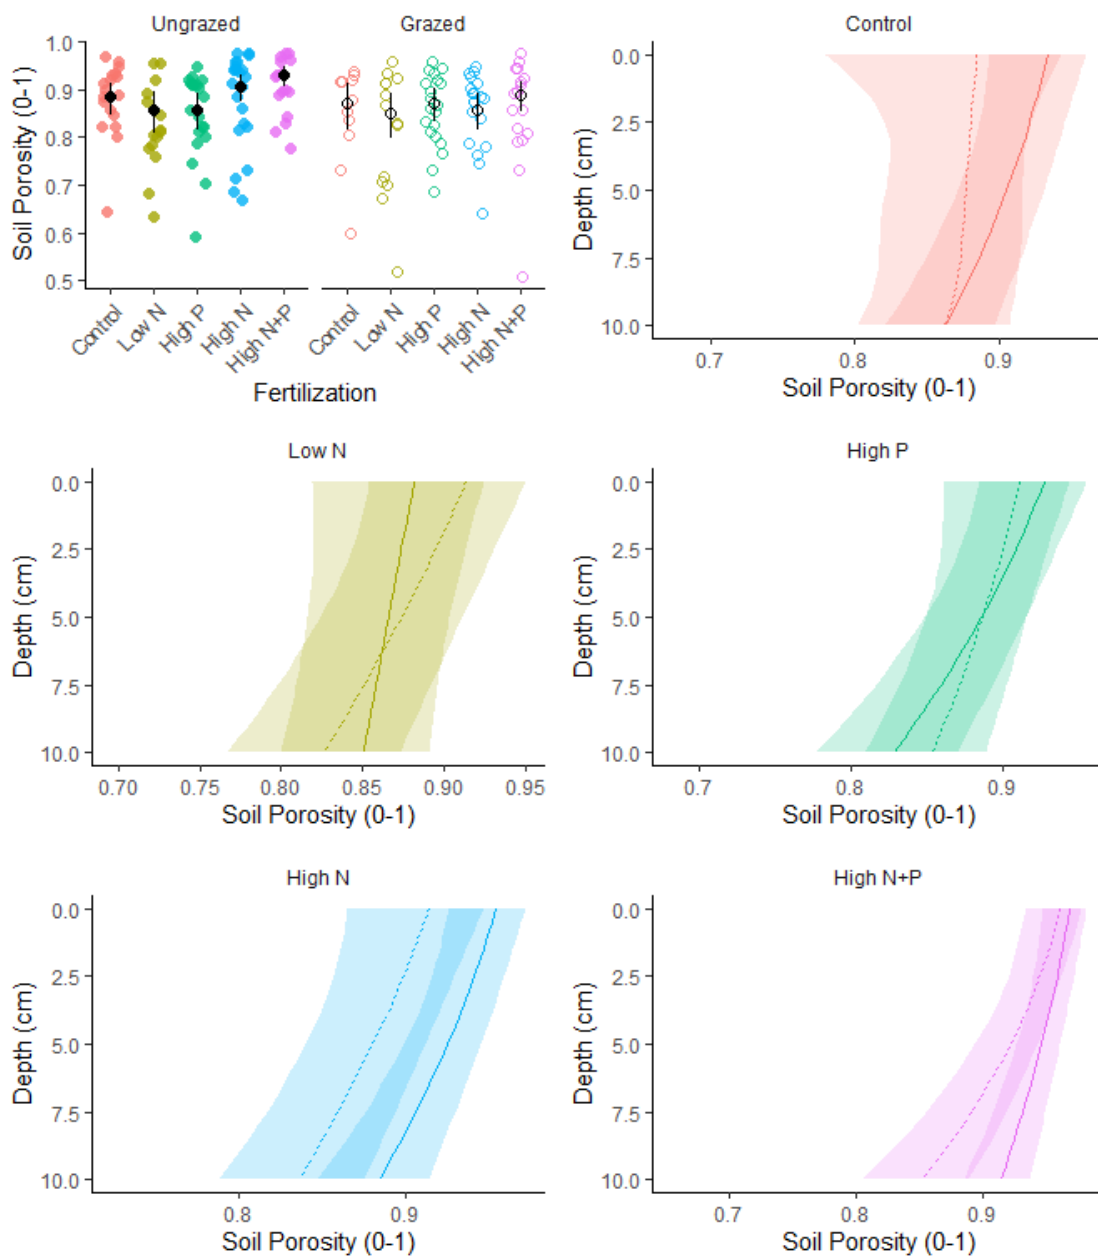 Ungrazed Grazed
Soil Porosity (0-1)
1.0
0.9
0.8
0.7
0.6
0.5
Control Low N High P High N High N+P Control Low N High P High N High N+P
Fertilization
Control
Depth (cm)
0.0
2.5
5.0
7.5
10.0
0.7 0.8 0.9
Soil Porosity (0-1)
Low N
Depth (cm)
0.0
2.5
5.0
7.5
10.0
0.70 0.75 0.80 0.85 0.90 0.95
Soil Porosity (0-1)
High P
Depth (cm)
0.0
2.5
5.0
7.5
10.0
0.7 0.8 0.9
Soil Porosity (0-1)
High N
Depth (cm)
0.0
2.5
5.0
7.5
10.0
0.8 0.9
Soil Porosity (0-1)
High N+P
Depth (cm)
0.0
2.5
5.0
7.5
10.0
0.7 0.8 0.9
Soil Porosity (0-1)